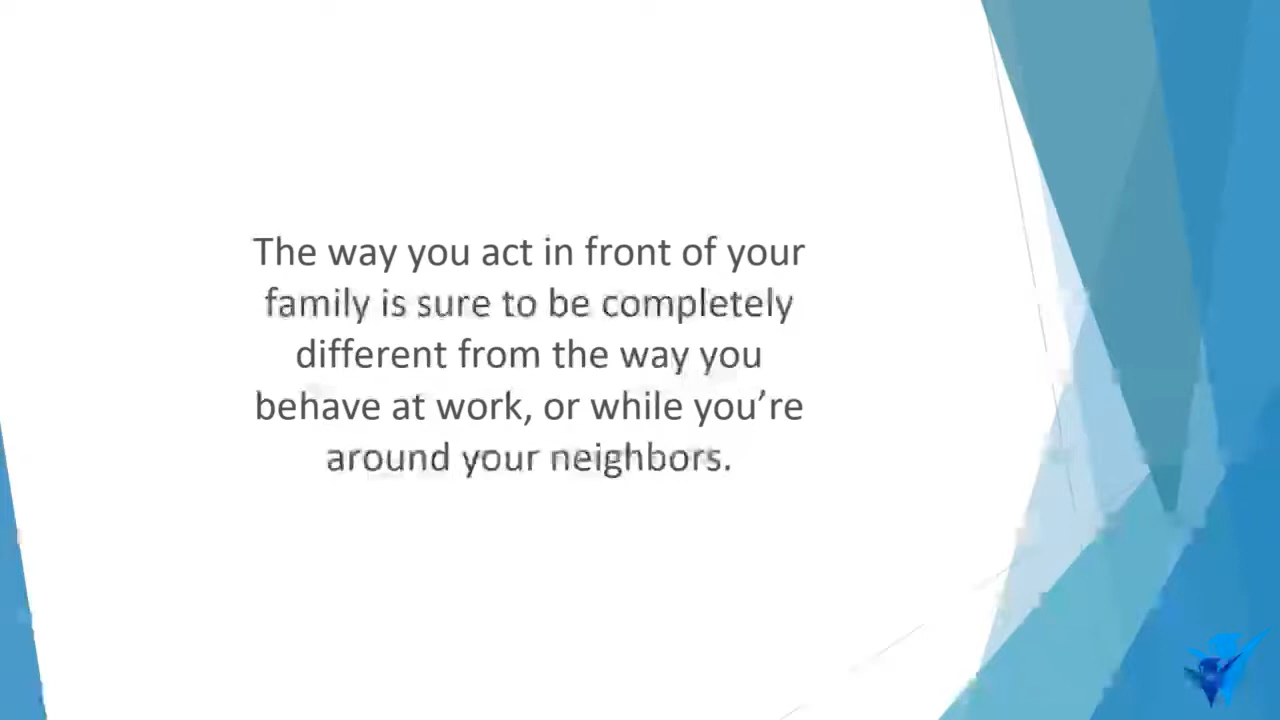 The way you act in front of your
family is sure to be completely
different from the way you
behave at work, or while you’re
around your neighbors.